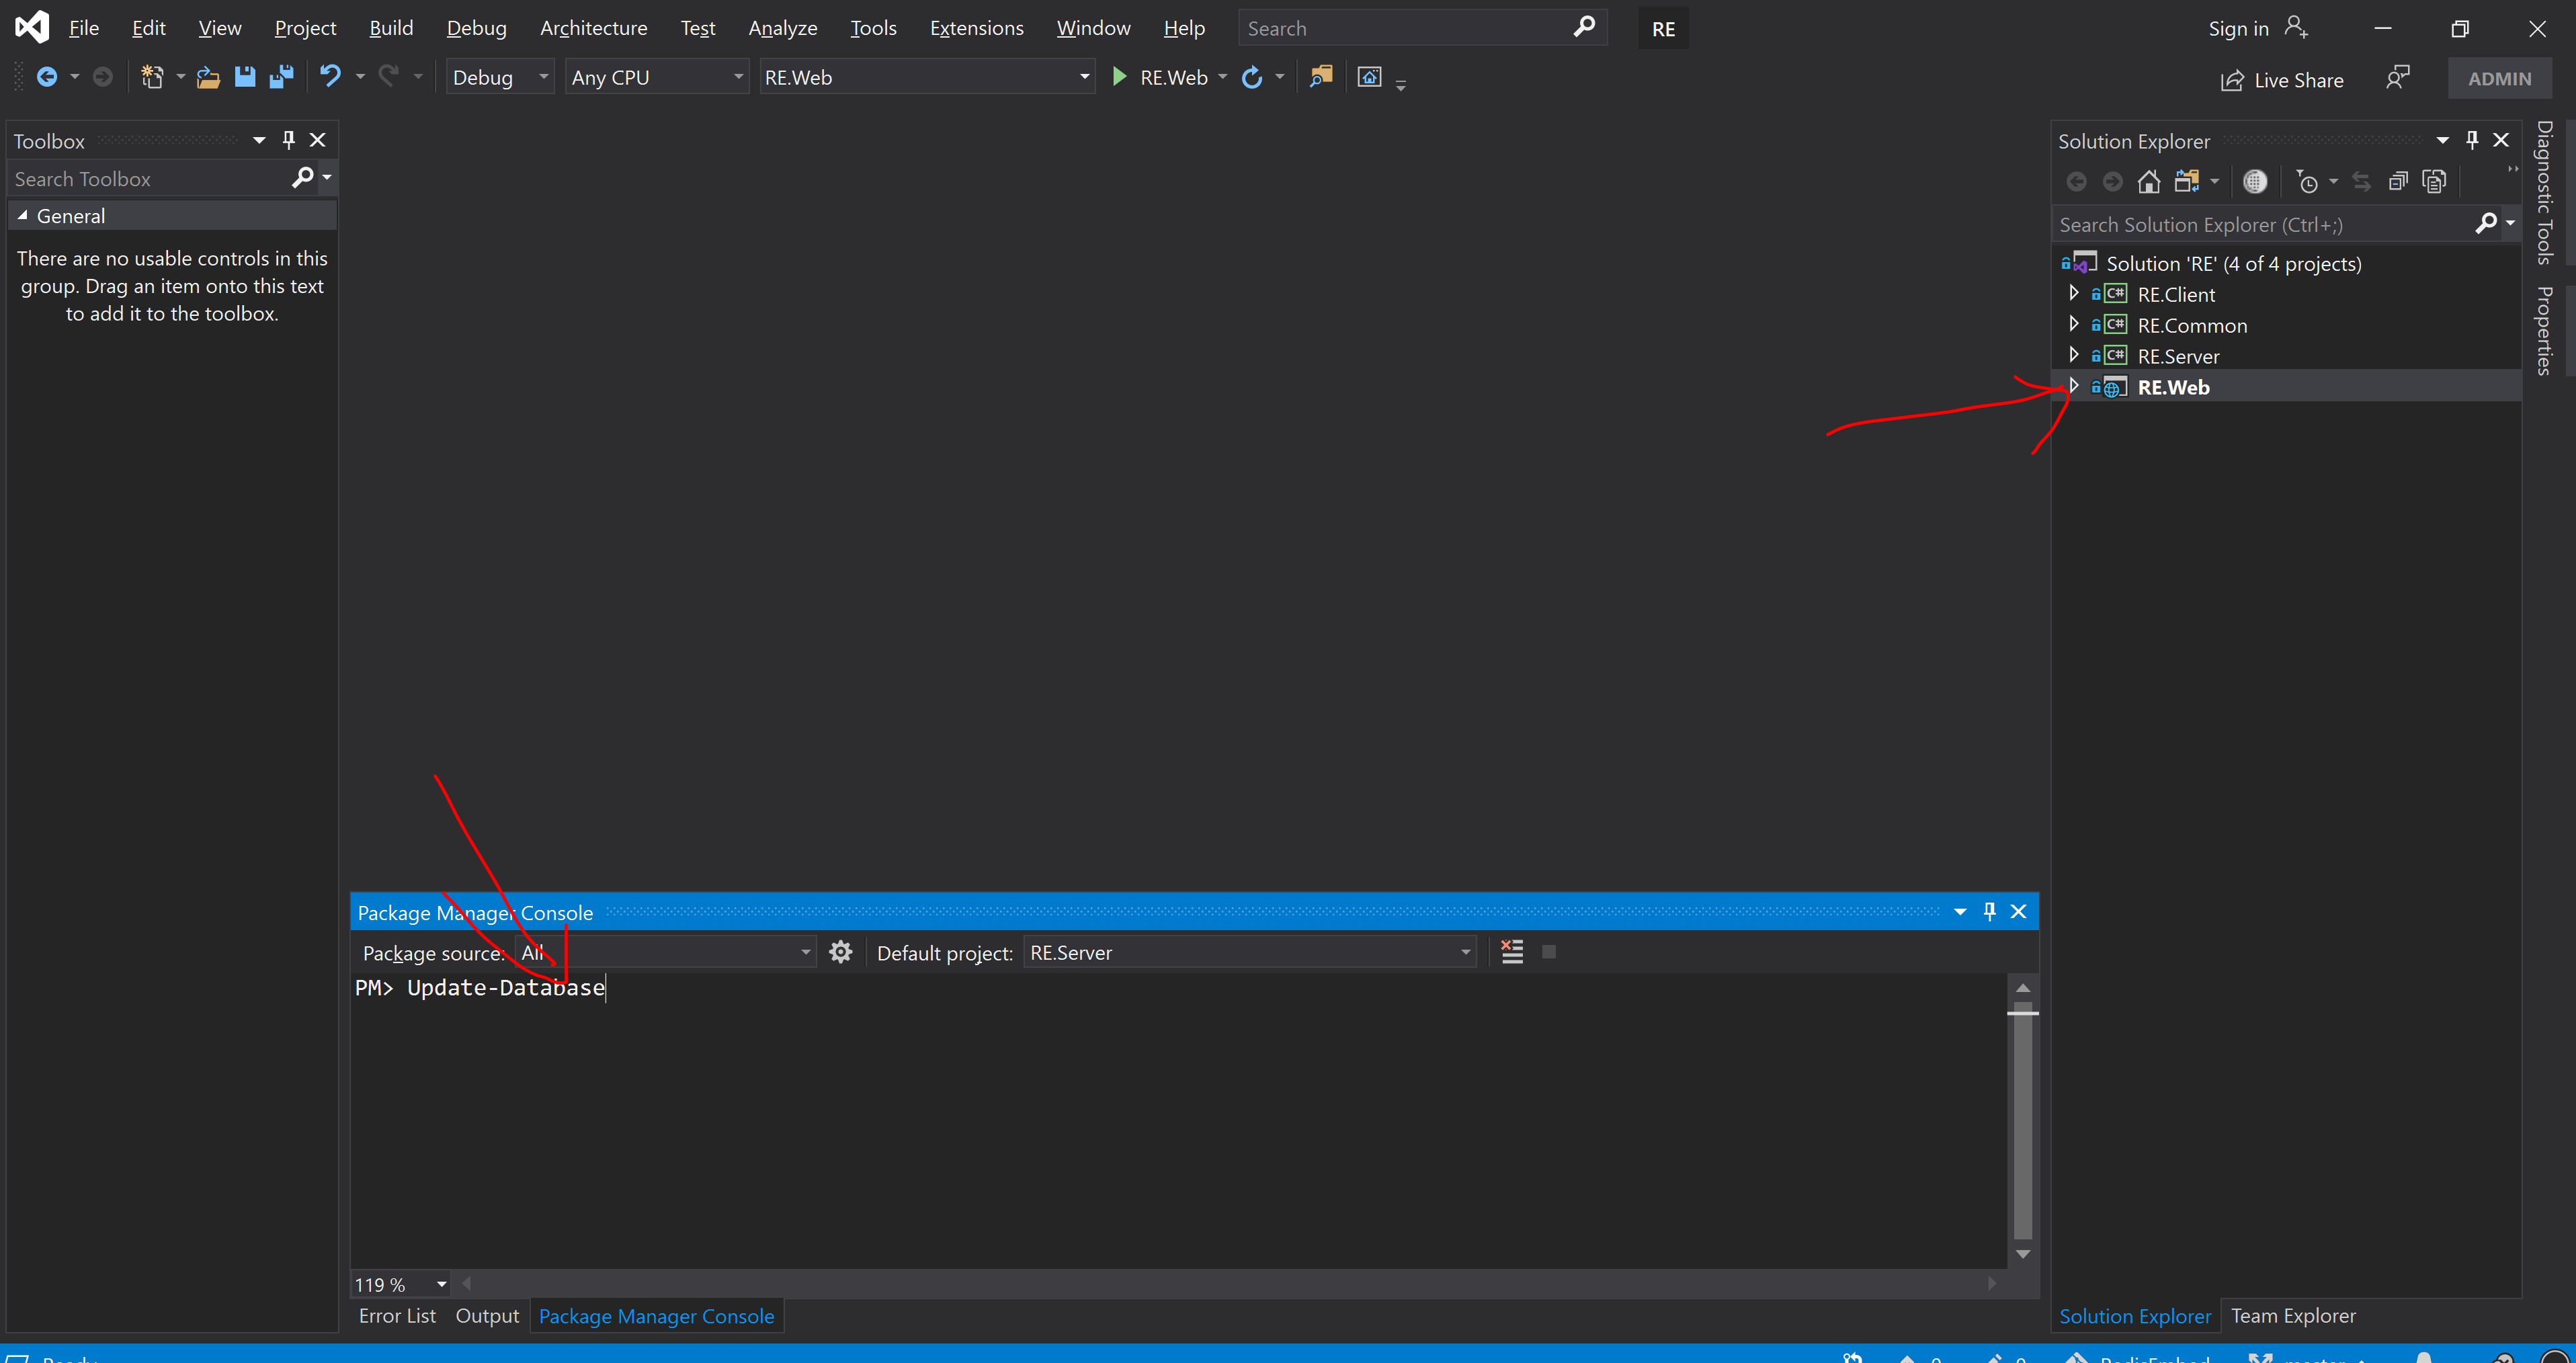 File Edit View Project Build Debug Architecture Test Analyze Tools Extensions Window Help Search RE Sign in
Debug Any CPU RE.Web RE.Web Live Share ADMIN
Toolbox
Search Toolbox
General
There are no usable controls in this
group. Drag an item onto this text
to add it to the toolbox.
Package Manager Console
Package source: All Default project: RE.Server
PM> Update-Database
119 %
Error List Output Package Manager Console
Solution Explorer
Search Solution Explorer (Ctrl+;)
Solution 'RE' (4 of 4 projects)
C# RE.Client
C# RE.Common
C# RE.Server
RE.Web
Solution Explorer Team Explorer
Diagnostic Tools
Properties
Ready 0 0 RedisEmbed master